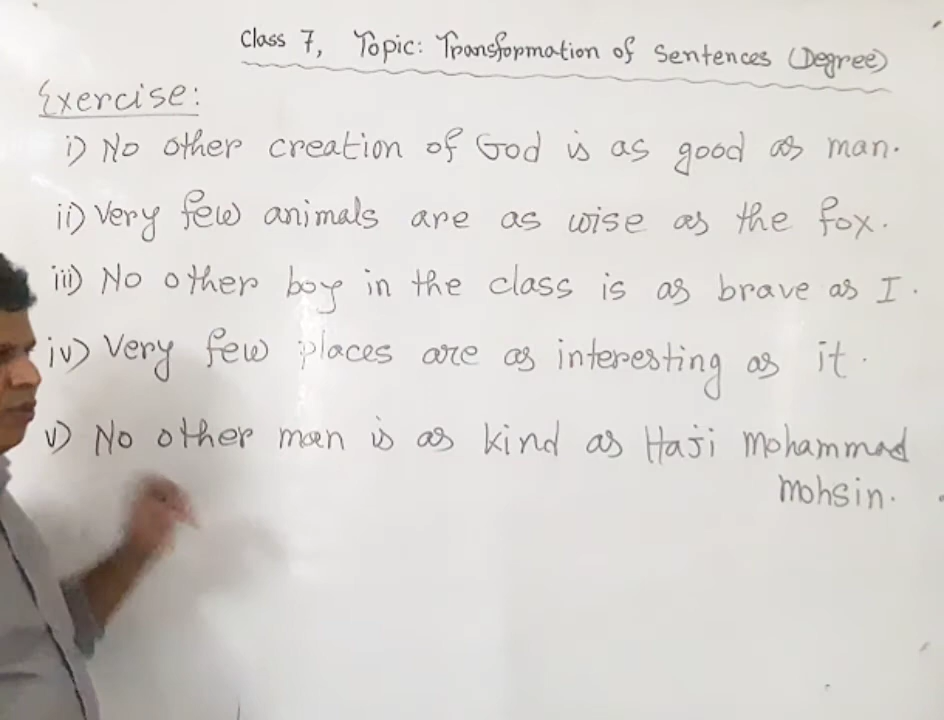 Class 7, Topic: Transformation of Sentences (Degree)
Exercise:
i) No other creation of God is as good as man.
ii) Very few animals are as wise as the fox.
iii) No other boy in the class is as brave as I.
iv) Very few places are as interesting as it.
v) No other man is as kind as Haji Mohammad
Mohsin.